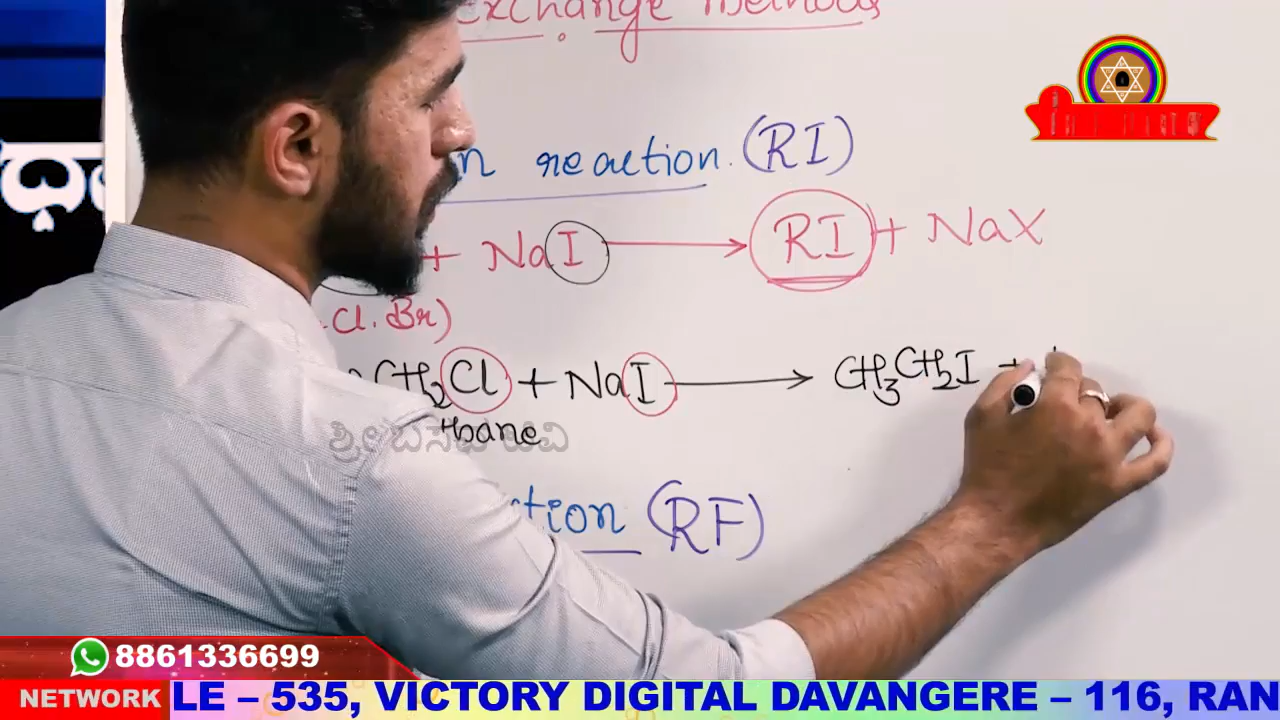 Exchange Methods
n reaction. (RI)
+ NaI → RI + NaX
. Cl. Br)
CH₂Cl + NaI → CH₃CH₂I +
thane
ction (RF)
8861336699
NETWORK LE – 535, VICTORY DIGITAL DAVANGERE – 116, RAN